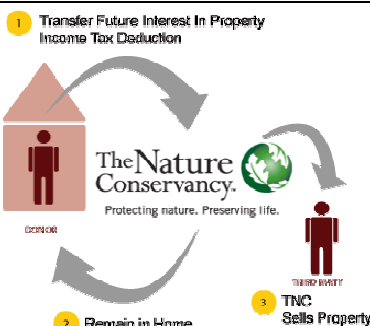 1 Transfer Future Interest In Property
Income Tax Deduction
The Nature
Conservancy.
Protecting nature. Preserving life.
DONOR
THIRD PARTY
3 TNC
Sells Property
2 Remain in Home